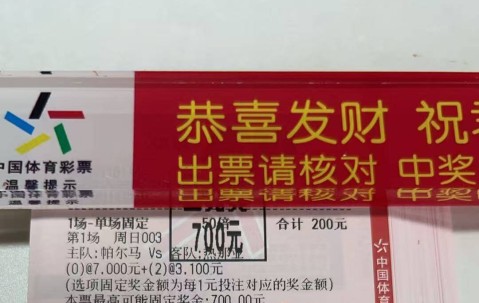 恭喜发财 祝
中国体育彩票
出票请核对 中奖
温馨提示
1场-单场固定 50倍 合计 200元
700元
第1场 周日003
主队:帕尔马 Vs 客队:热那亚
(0)@7.000元+(2)@3.100元
(选项固定奖金额为每1元投注对应的奖金额)
本票最高可能固定奖金:700.00元
中国体育